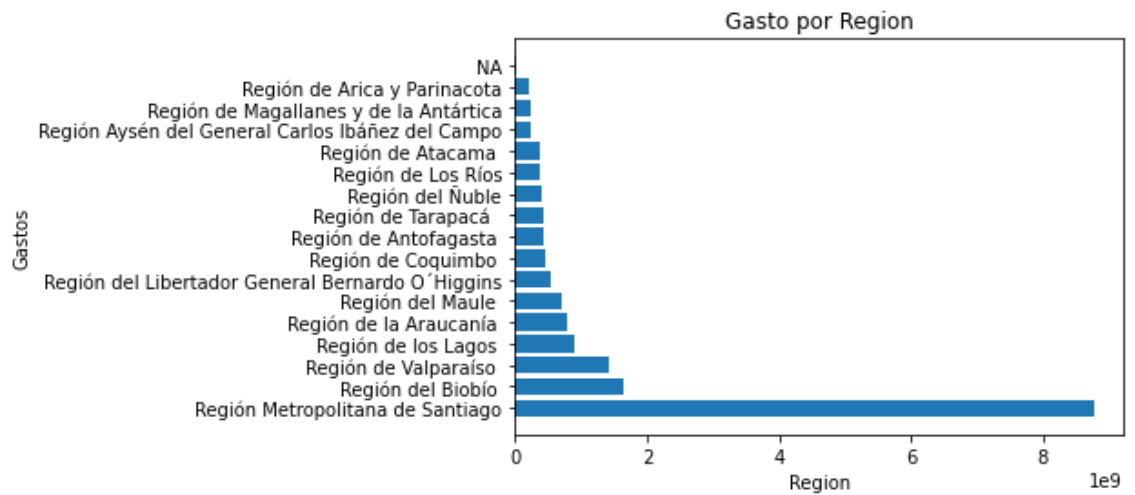 Gasto por Region
NA
Región de Arica y Parinacota
Región de Magallanes y de la Antártica
Región Aysén del General Carlos Ibáñez del Campo
Región de Atacama
Región de Los Ríos
Región del Ñuble
Región de Tarapacá
Región de Antofagasta
Región de Coquimbo
Región del Libertador General Bernardo O´Higgins
Región del Maule
Región de la Araucanía
Región de los Lagos
Región de Valparaíso
Región del Biobío
Región Metropolitana de Santiago
Gastos
0 2 4 6 8
1e9
Region